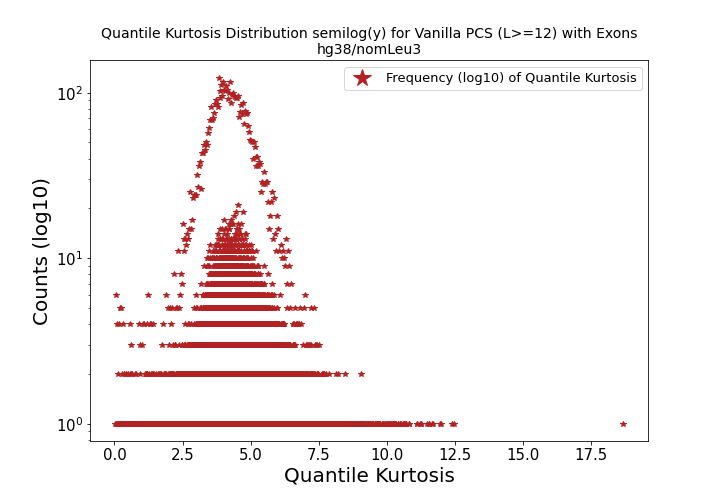 Quantile Kurtosis Distribution semilog(y) for Vanilla PCS (L>=12) with Exons
hg38/nomLeu3
Frequency (log10) of Quantile Kurtosis
10²
10¹
10⁰
Counts (log10)
0.0 2.5 5.0 7.5 10.0 12.5 15.0 17.5
Quantile Kurtosis